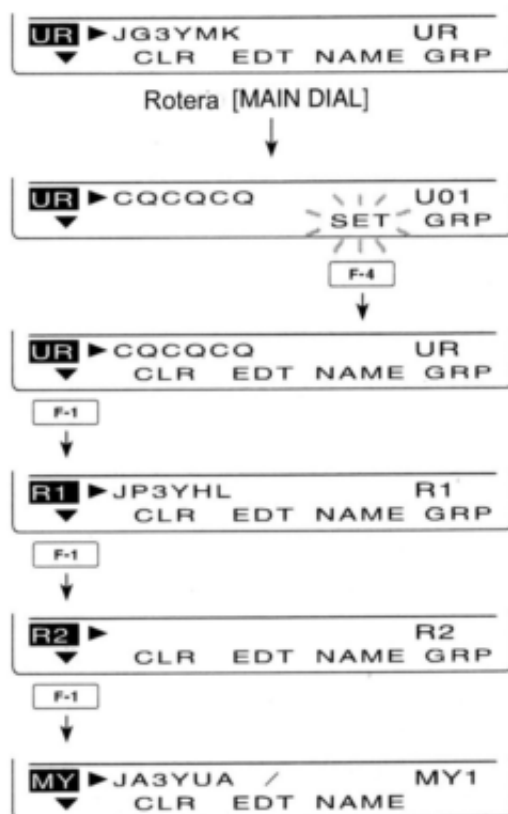 UR ►JG3YMK UR
▼ CLR EDT NAME GRP
Rotera [MAIN DIAL]
UR ►CQCQCQ U01
▼ SET GRP
F-4
UR ►CQCQCQ UR
▼ CLR EDT NAME GRP
F-1
R1 ►JP3YHL R1
▼ CLR EDT NAME GRP
F-1
R2 ► R2
▼ CLR EDT NAME GRP
F-1
MY ►JA3YUA / MY1
▼ CLR EDT NAME